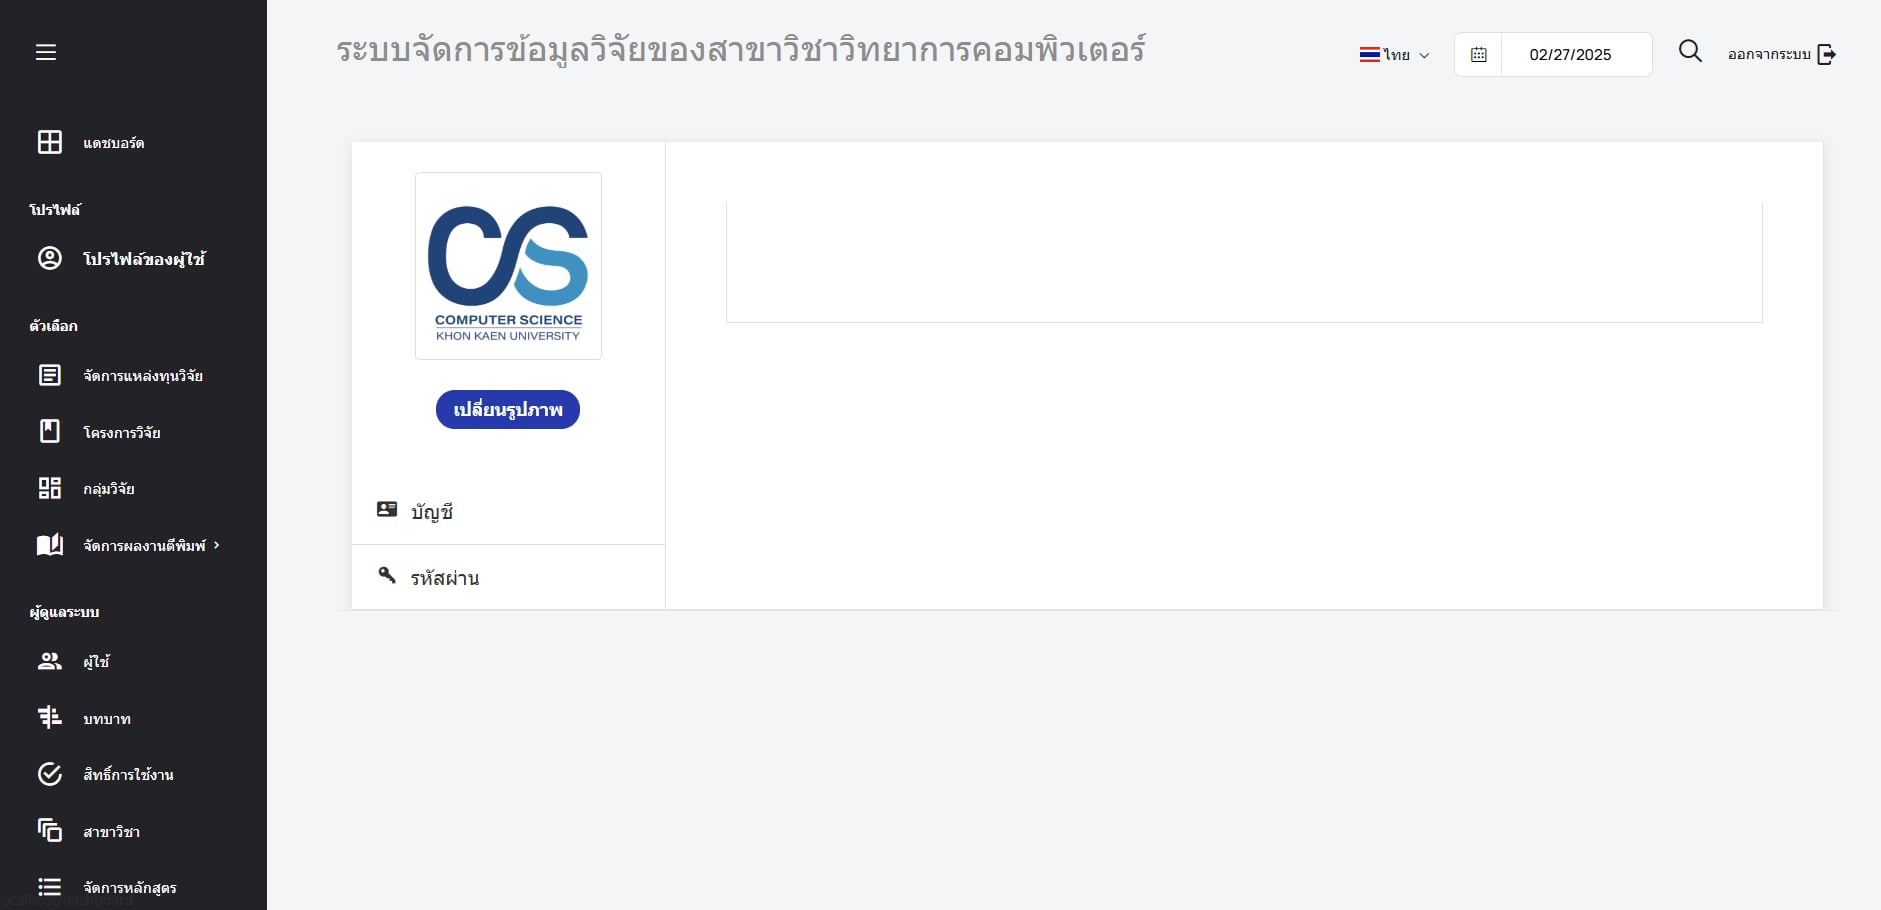 ระบบจัดการข้อมูลวิจัยของสาขาวิชาวิทยาการคอมพิวเตอร์
ไทย
02/27/2025
ออกจากระบบ
แดชบอร์ด
โปรไฟล์
โปรไฟล์ของผู้ใช้
ตัวเลือก
จัดการแหล่งทุนวิจัย
โครงการวิจัย
กลุ่มวิจัย
จัดการผลงานตีพิมพ์
ผู้ดูแลระบบ
ผู้ใช้
บทบาท
สิทธิ์การใช้งาน
สาขาวิชา
จัดการหลักสูตร
ocalhost/dashboard
CS
COMPUTER SCIENCE
KHON KAEN UNIVERSITY
เปลี่ยนรูปภาพ
บัญชี
รหัสผ่าน